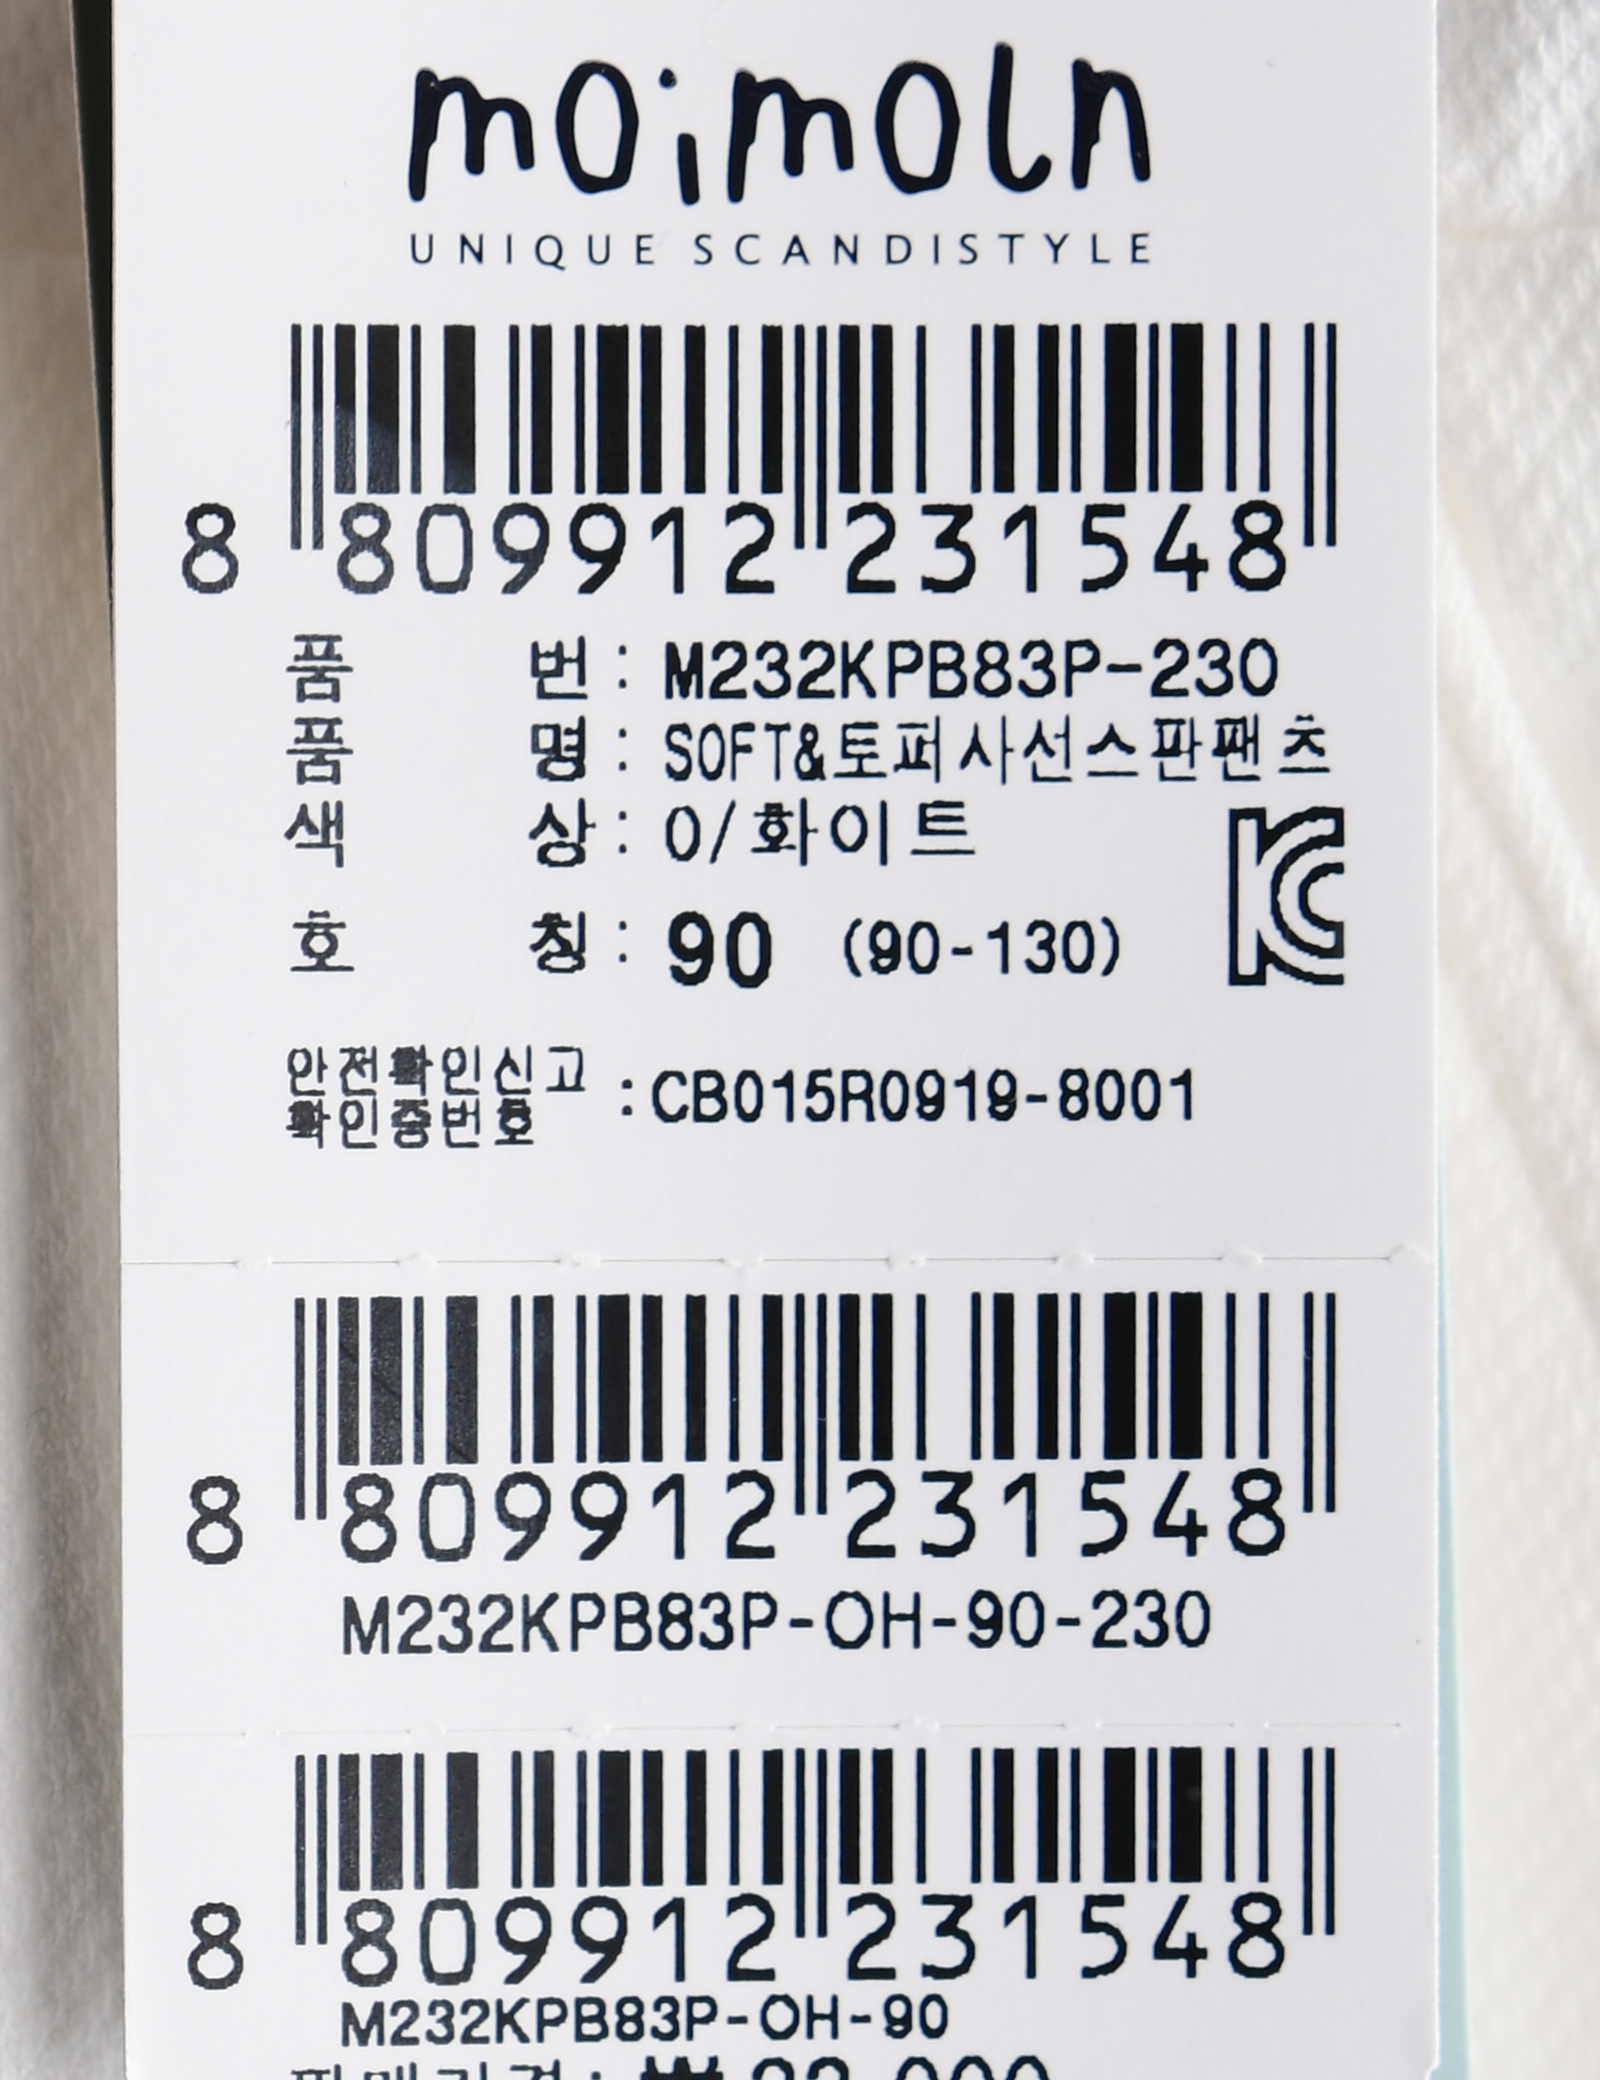 moimoln
UNIQUE SCANDISTYLE
8 809912 231548
품 번 : M232KPB83P-230
품 명 : SOFT&토퍼사선스판팬츠
색 상 : 0/화이트
호 칭 : 90 (90-130)
KC
안전확인신고
확인증번호 : CB015R0919-8001
8 809912 231548
M232KPB83P-OH-90-230
8 809912 231548
M232KPB83P-OH-90